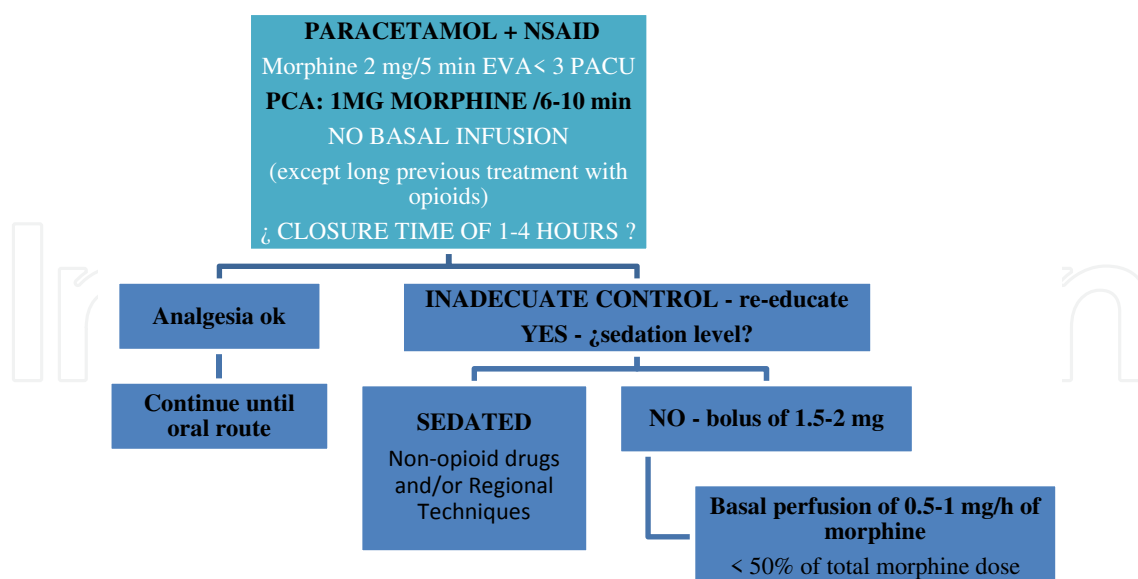 PARACETAMOL + NSAID
Morphine 2 mg/5 min EVA< 3 PACU
PCA: 1MG MORPHINE /6-10 min
NO BASAL INFUSION
(except long previous treatment with
opioids)
¿ CLOSURE TIME OF 1-4 HOURS ?
Analgesia ok
INADECUATE CONTROL - re-educate
YES - ¿sedation level?
Continue until
oral route
SEDATED
Non-opioid drugs
and/or Regional
Techniques
NO - bolus of 1.5-2 mg
Basal perfusion of 0.5-1 mg/h of
morphine
< 50% of total morphine dose